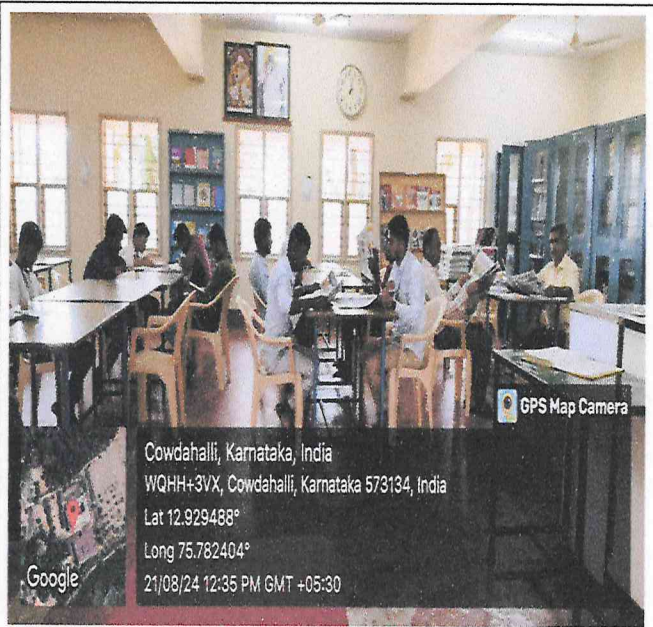 GPS Map Camera
Cowdahalli, Karnataka, India
WQHH+3VX, Cowdahalli, Karnataka 573134, India
Lat 12.929488°
Long 75.782404°
21/08/24 12:35 PM GMT +05:30
Google